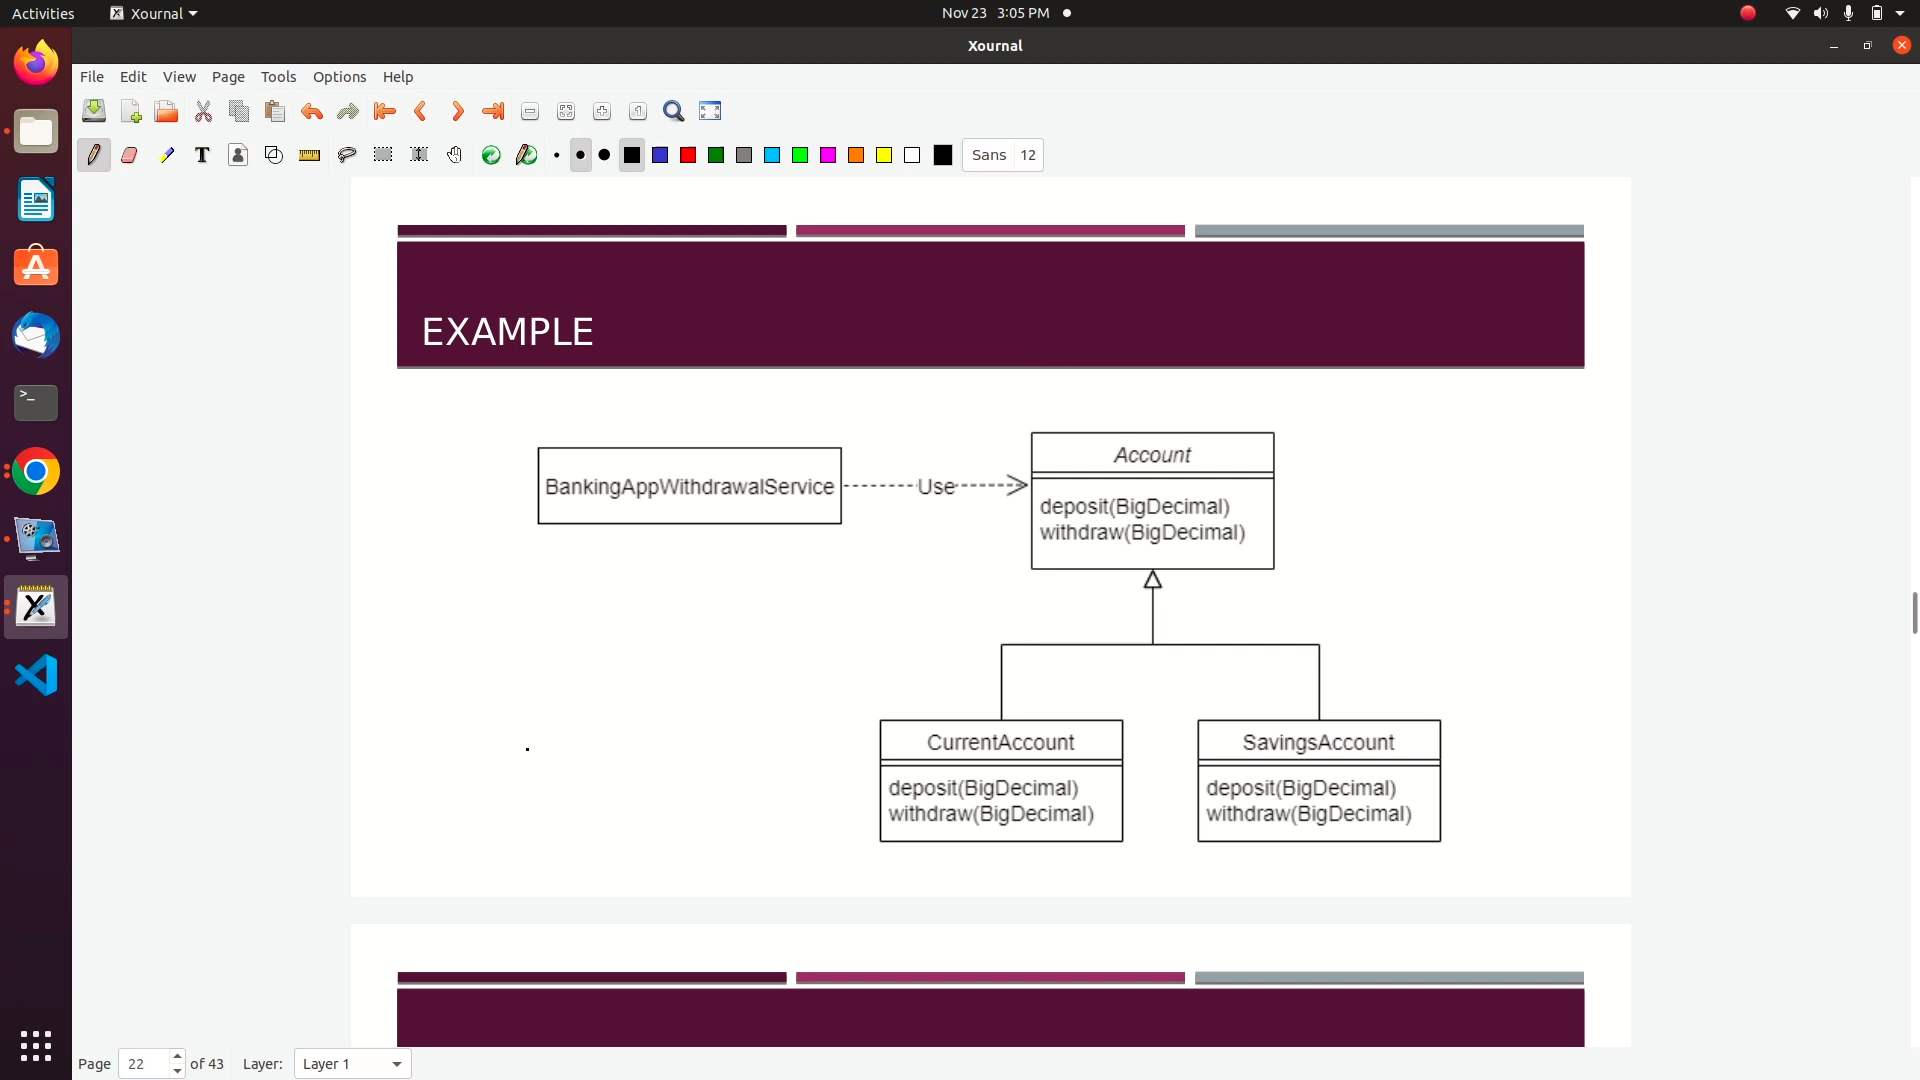 Activities Xournal Nov 23 3:05 PM
Xournal
File Edit View Page Tools Options Help
Sans 12
EXAMPLE
BankingAppWithdrawalService
Use
Account
deposit(BigDecimal)
withdraw(BigDecimal)
CurrentAccount
deposit(BigDecimal)
withdraw(BigDecimal)
SavingsAccount
deposit(BigDecimal)
withdraw(BigDecimal)
Page 22 of 43 Layer: Layer 1